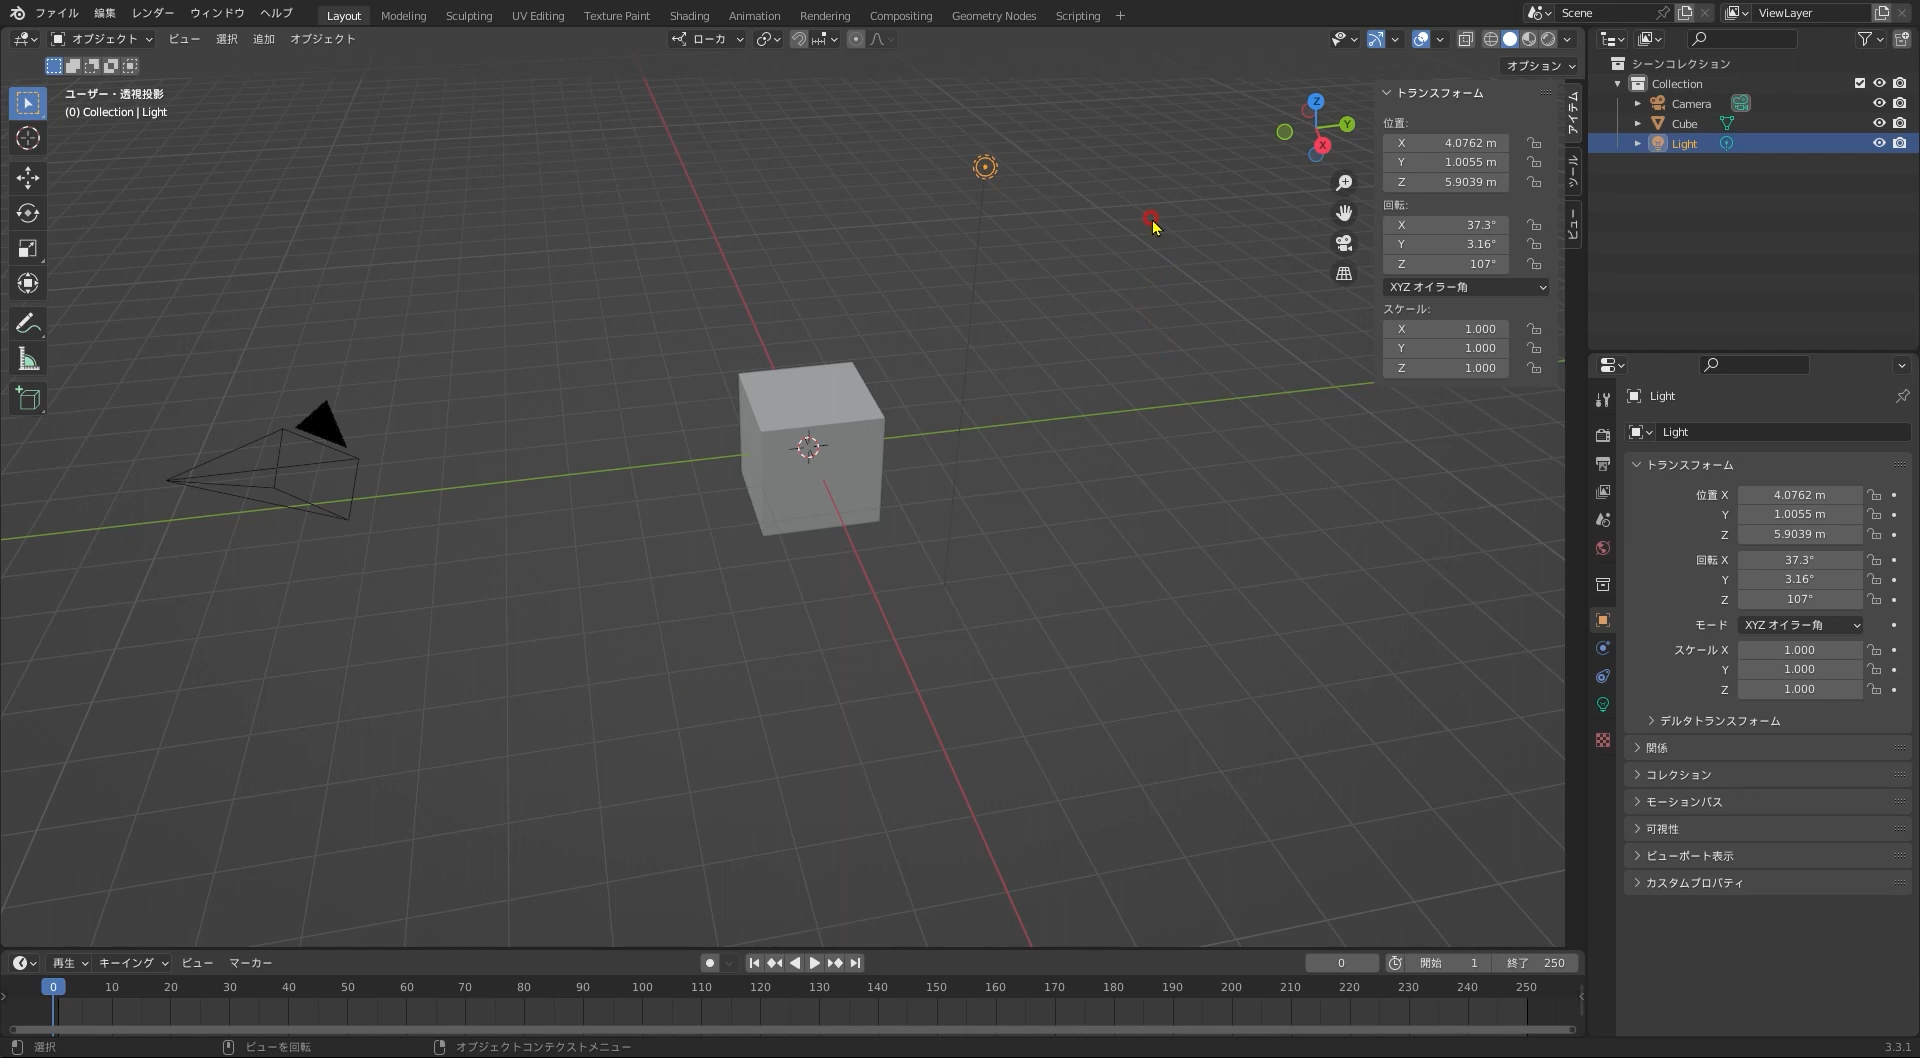 ファイル 編集 レンダー ウィンドウ ヘルプ Layout Modeling Sculpting UV Editing Texture Paint Shading Animation Rendering Compositing Geometry Nodes Scripting + Scene ViewLayer
オブジェクト ビュー 選択 追加 オブジェクト ローカ
オプション
ユーザー・透視投影
(0) Collection | Light
Z
Y
X
トランスフォーム
位置:
X 4.0762 m
Y 1.0055 m
Z 5.9039 m
回転:
X 37.3°
Y 3.16°
Z 107°
XYZ オイラー角
スケール:
X 1.000
Y 1.000
Z 1.000
アイテム
ツール
ビュー
シーンコレクション
Collection
Camera
Cube
Light
Light
Light
トランスフォーム
位置 X 4.0762 m
Y 1.0055 m
Z 5.9039 m
回転 X 37.3°
Y 3.16°
Z 107°
モード XYZ オイラー角
スケール X 1.000
Y 1.000
Z 1.000
デルタトランスフォーム
関係
コレクション
モーションパス
可視性
ビューポート表示
カスタムプロパティ
再生 キーイング ビュー マーカー 0 開始 1 終了 250
0 10 20 30 40 50 60 70 80 90 100 110 120 130 140 150 160 170 180 190 200 210 220 230 240 250
選択 ビューを回転 オブジェクトコンテクストメニュー 3.3.1